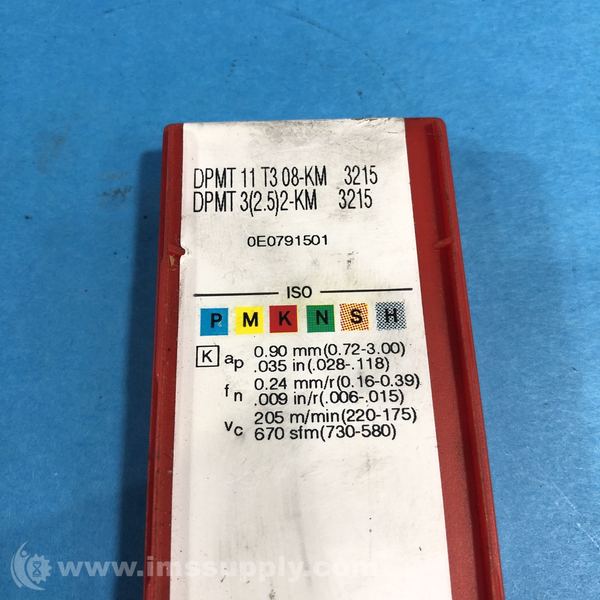 DPMT 11 T3 08-KM 3215
DPMT 3(2.5)2-KM 3215
0E0791501
ISO
P M K N S H
K ap 0.90 mm(0.72-3.00)
.035 in(.028-.118)
fn 0.24 mm/r(0.16-0.39)
.009 in/r(.006-.015)
vc 205 m/min(220-175)
670 sfm(730-580)
www.imssupply.com